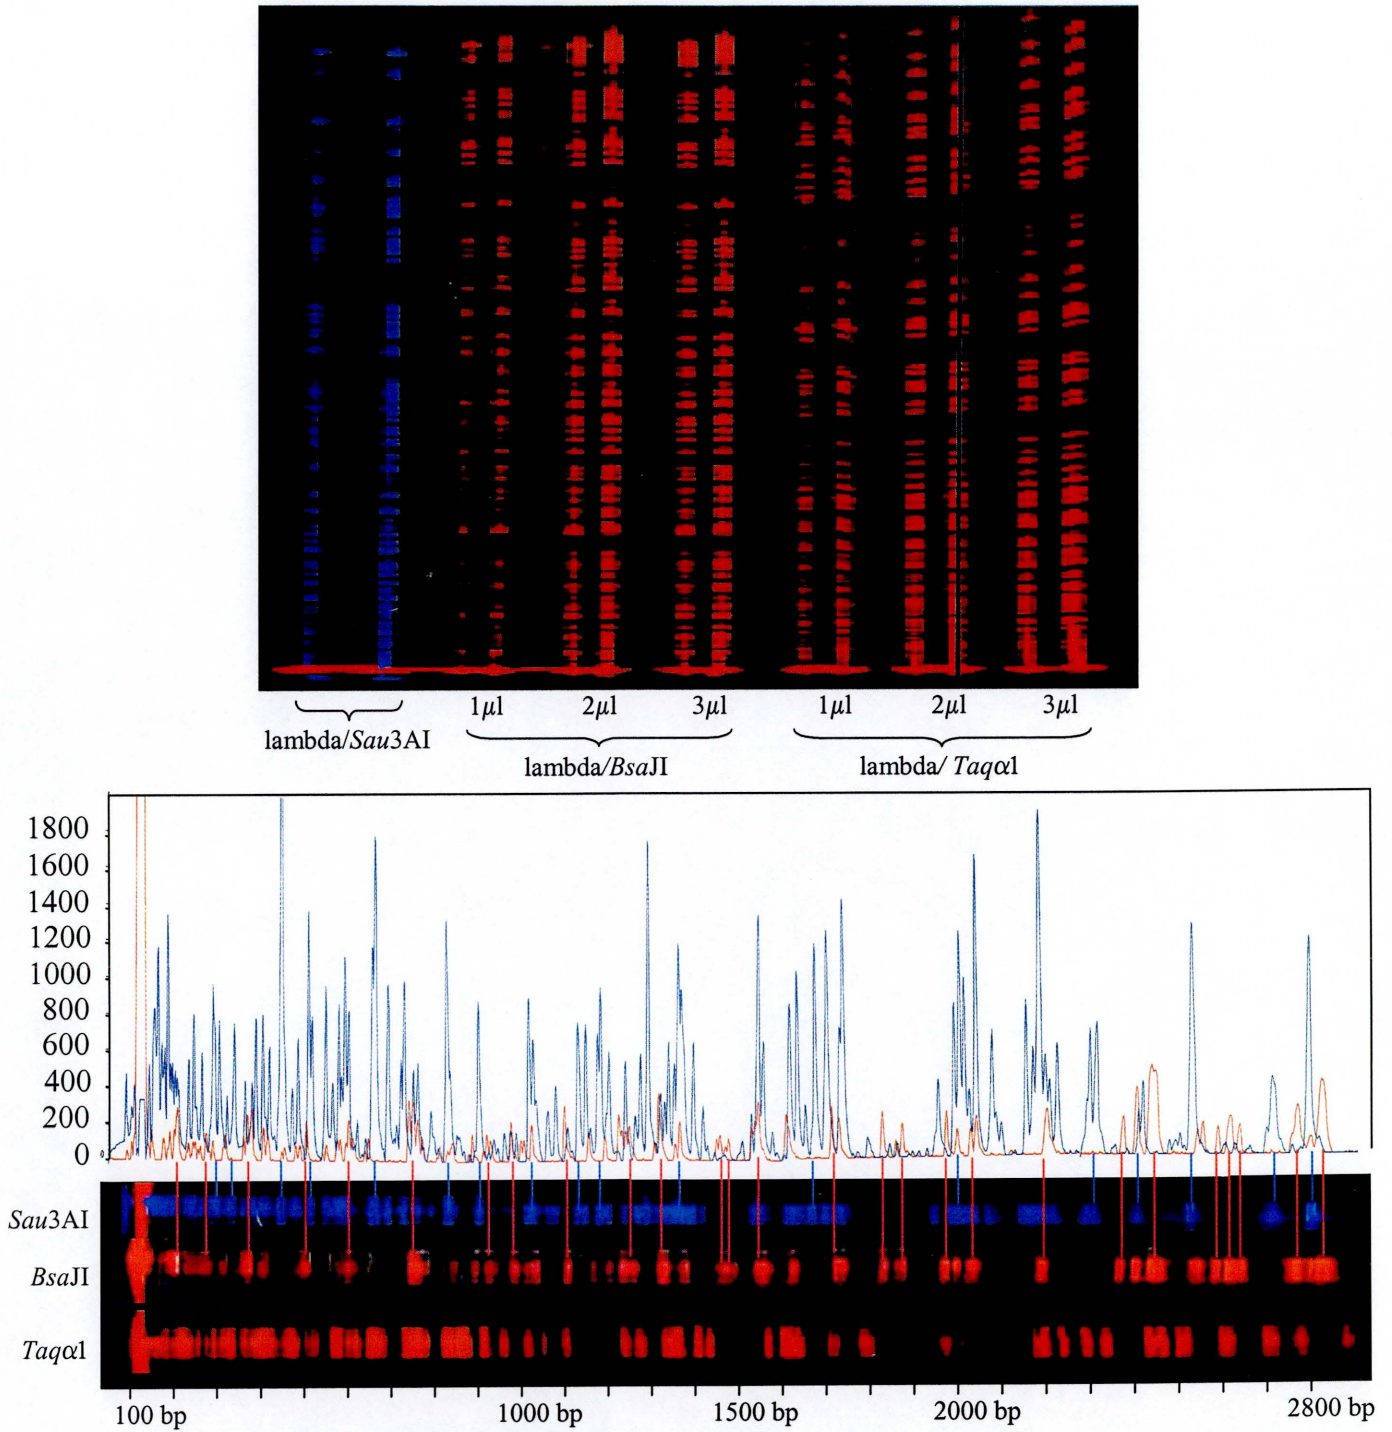 1μl 2μl 3μl 1μl 2μl 3μl
lambda/Sau3AI
lambda/BsaJI
lambda/ Taqα1
1800
1600
1400
1200
1000
800
600
400
200
0
0
Sau3AI
BsaJI
Taqα1
100 bp 1000 bp 1500 bp 2000 bp 2800 bp